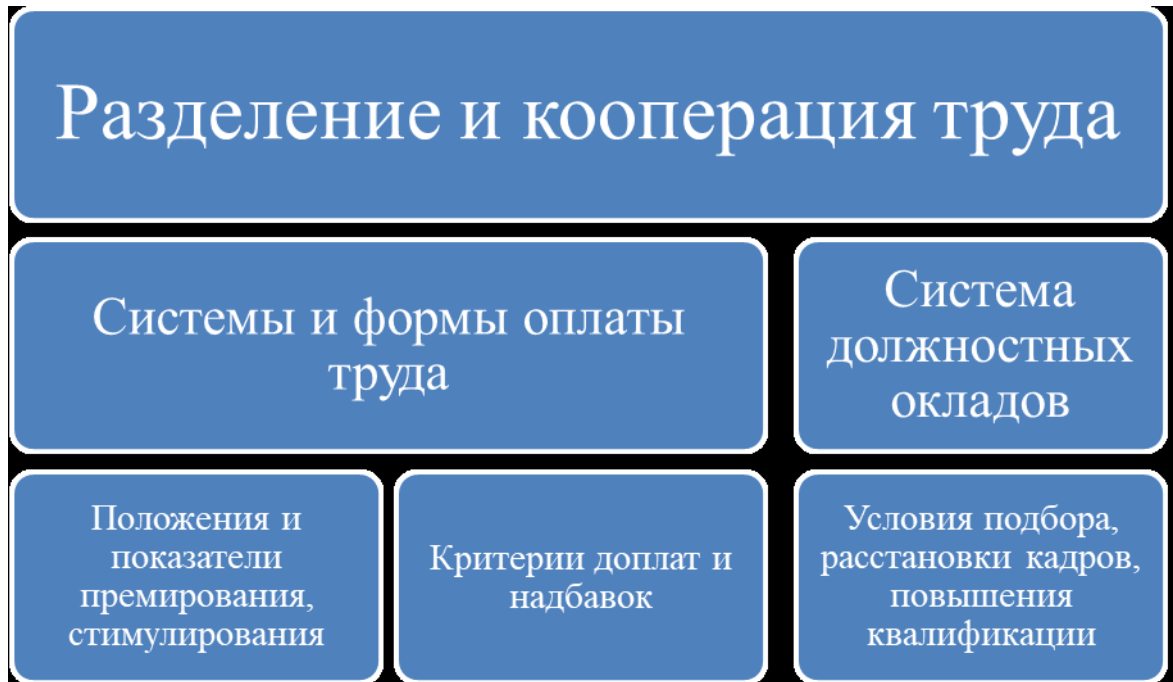 Разделение и кооперация труда
Системы и формы оплаты
труда
Система
должностных
окладов
Положения и
показатели
премирования,
стимулирования
Критерии доплат и
надбавок
Условия подбора,
расстановки кадров,
повышения
квалификации